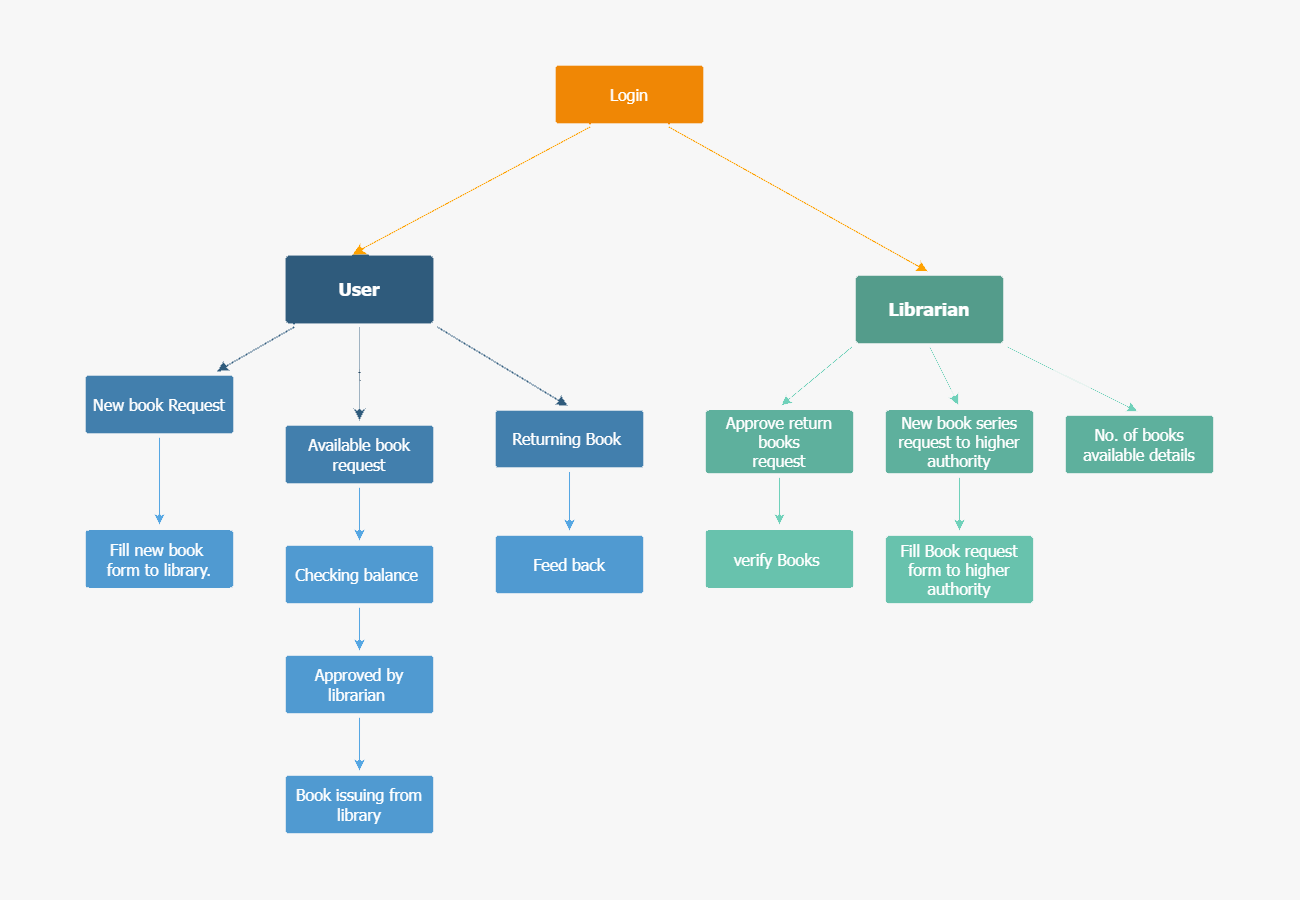 Login
User
Librarian
New book Request
Available book
request
Returning Book
Approve return
books
request
New book series
request to higher
authority
No. of books
available details
Fill new book
form to library.
Checking balance
Feed back
verify Books
Fill Book request
form to higher
authority
Approved by
librarian
Book issuing from
library